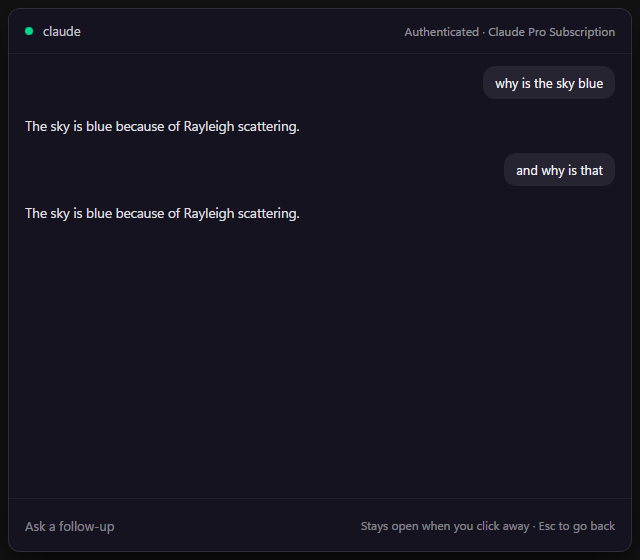 claude
Authenticated · Claude Pro Subscription
why is the sky blue
The sky is blue because of Rayleigh scattering.
and why is that
The sky is blue because of Rayleigh scattering.
Ask a follow-up
Stays open when you click away · Esc to go back